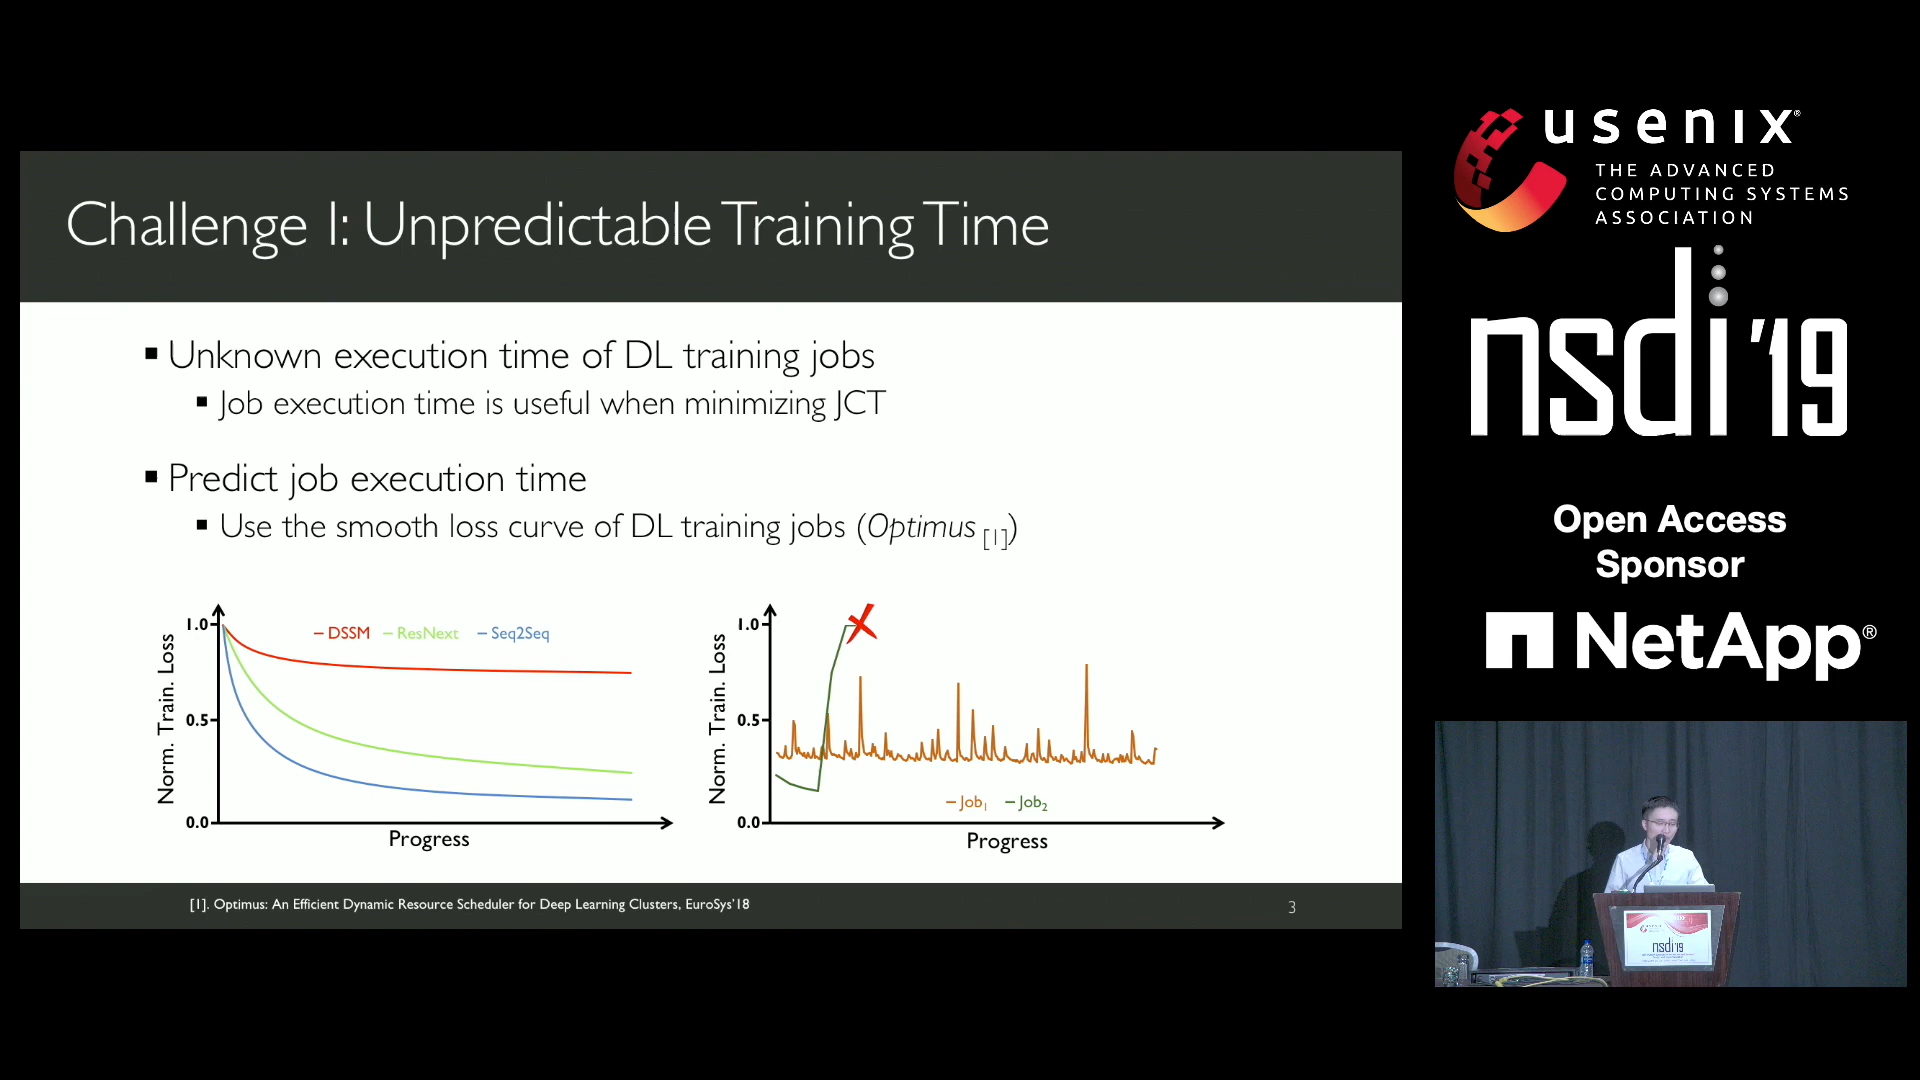 Challenge 1: Unpredictable Training Time
▪ Unknown execution time of DL training jobs
▪ Job execution time is useful when minimizing JCT
▪ Predict job execution time
▪ Use the smooth loss curve of DL training jobs (Optimus [1])
Norm. Train. Loss
1.0
0.5
0.0
DSSM ResNext Seq2Seq
Progress
Norm. Train. Loss
1.0
0.5
0.0
Job1 Job2
Progress
[1]. Optimus: An Efficient Dynamic Resource Scheduler for Deep Learning Clusters, EuroSys'18
3
usenix®
THE ADVANCED
COMPUTING SYSTEMS
ASSOCIATION
nsdi '19
Open Access
Sponsor
NetApp®
nsdi'19